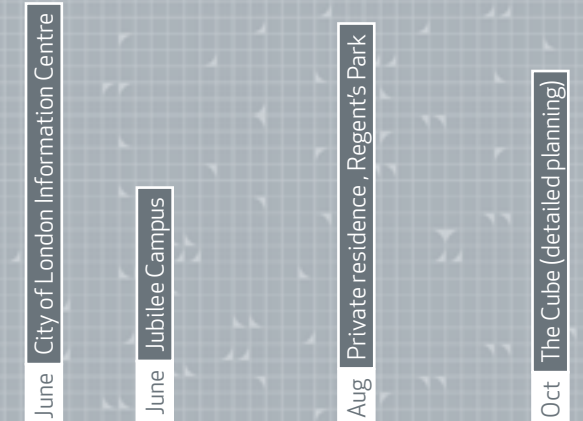 June City of London Information Centre
June Jubilee Campus
Aug Private residence , Regent's Park
Oct The Cube (detailed planning)